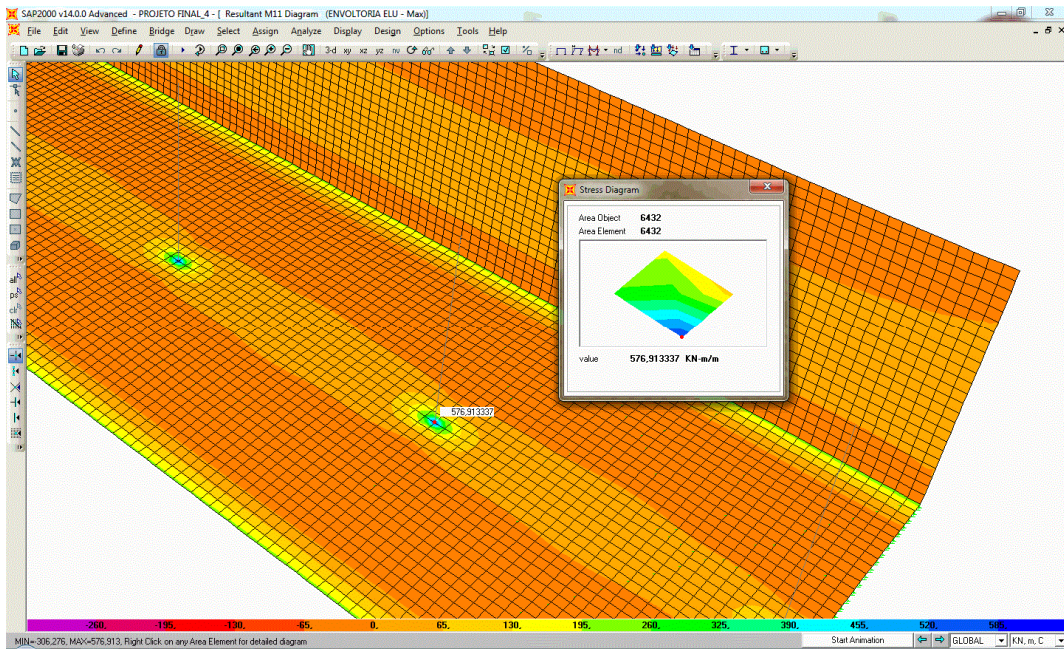 SAP2000 v14.0.0 Advanced - PROJETO FINAL_4 - [ Resultant M11 Diagram (ENVOLTORIA ELU - Max)]
File Edit View Define Bridge Draw Select Assign Analyze Display Design Options Tools Help
3-d xy xz yz nv nd
all
ps
clr
Stress Diagram
Area Object 6432
Area Element 6432
value 576,913337 KN-m/m
576,913337
-260, -195, -130, -65, 0, 65, 130, 195, 260, 325, 390, 455, 520, 585,
MIN=-306,276, MAX=576,913, Right Click on any Area Element for detailed diagram
Start Animation
GLOBAL
KN, m, C